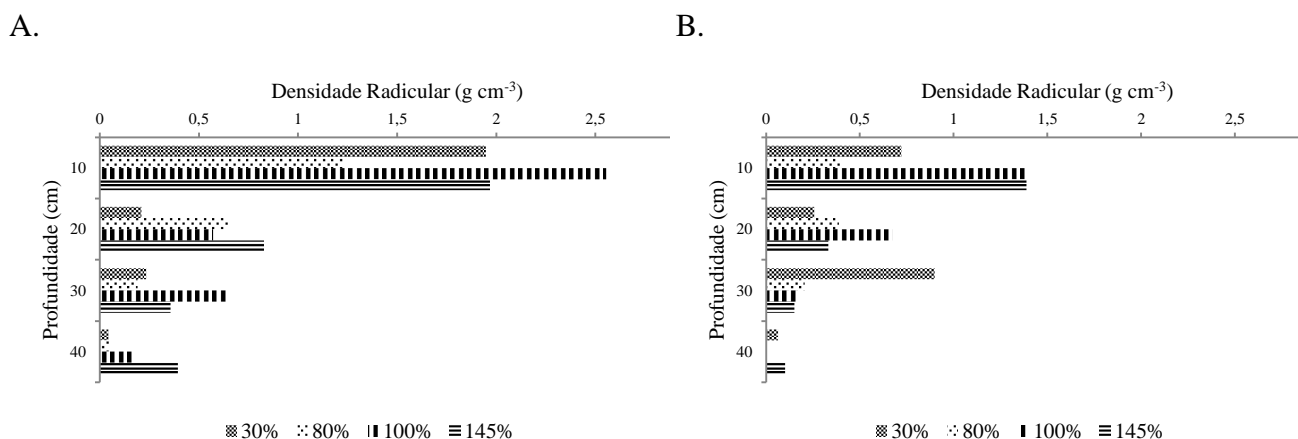 A.
Densidade Radicular (g cm⁻³)
0 0,5 1 1,5 2 2,5
Profundidade (cm)
10
20
30
40
30% 80% 100% 145%
B.
Densidade Radicular (g cm⁻³)
0 0,5 1 1,5 2 2,5
Profundidade (cm)
10
20
30
40
30% 80% 100% 145%